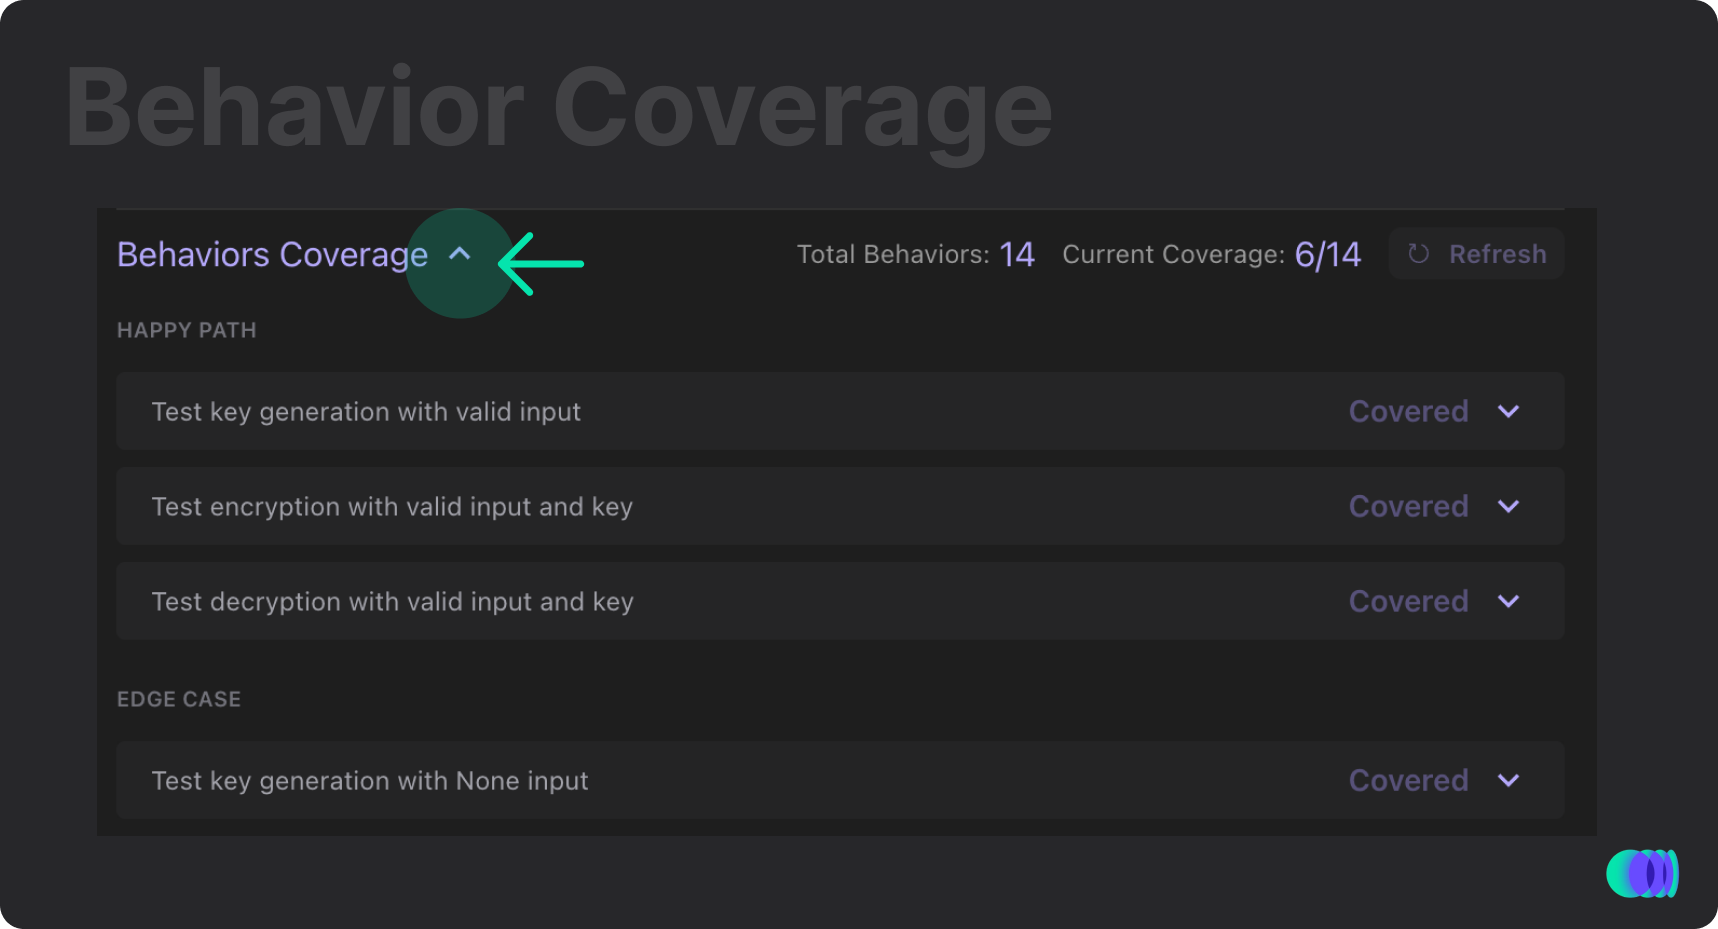 Behavior Coverage
Behaviors Coverage Total Behaviors: 14 Current Coverage: 6/14 Refresh
HAPPY PATH
Test key generation with valid input Covered
Test encryption with valid input and key Covered
Test decryption with valid input and key Covered
EDGE CASE
Test key generation with None input Covered